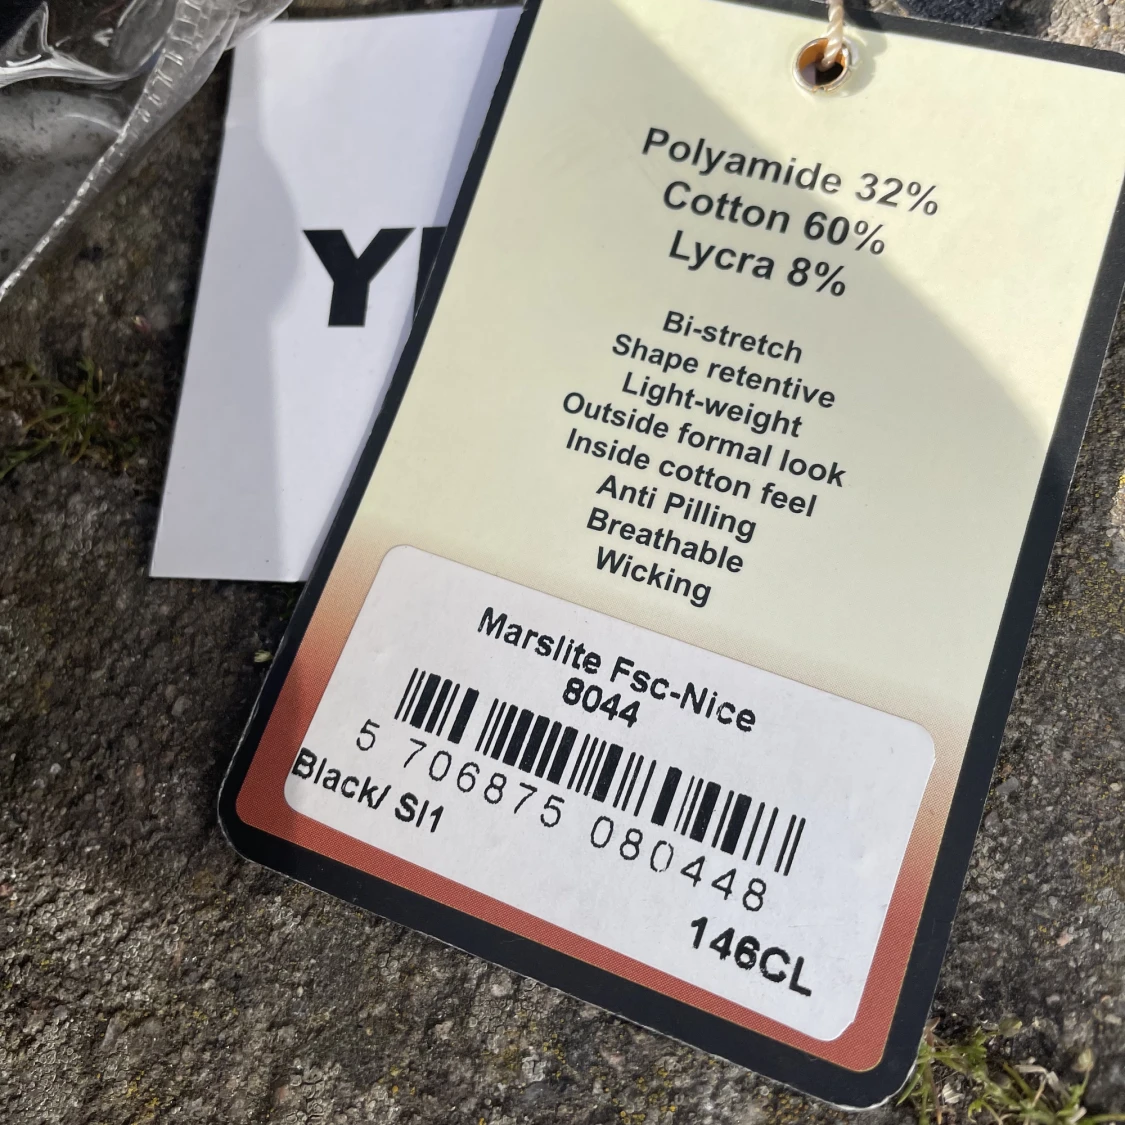 Y
Polyamide 32%
Cotton 60%
Lycra 8%
Bi-stretch
Shape retentive
Light-weight
Outside formal look
Inside cotton feel
Anti Pilling
Breathable
Wicking
Marslite Fsc-Nice
8044
5 706875 080448
Black/ Sl1
146CL